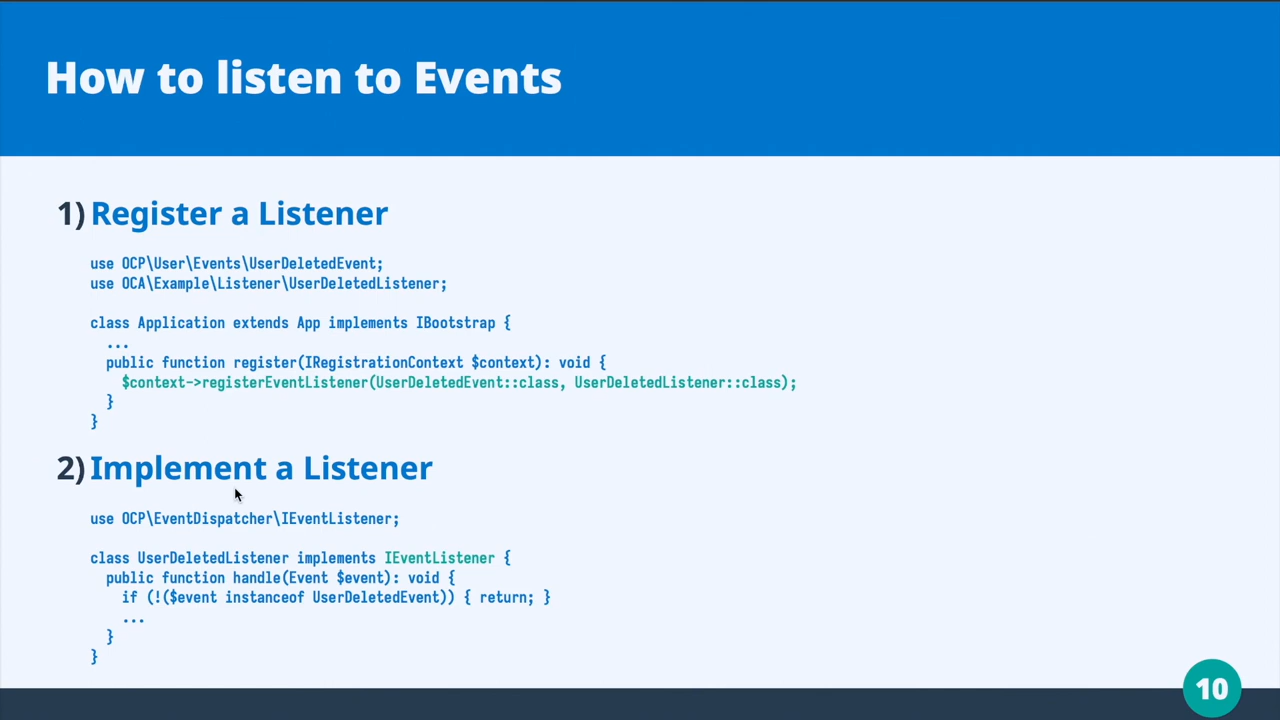 How to listen to Events
1) Register a Listener
use OCP\User\Events\UserDeletedEvent;
use OCA\Example\Listener\UserDeletedListener;
class Application extends App implements IBootstrap {
...
public function register(IRegistrationContext $context): void {
$context->registerEventListener(UserDeletedEvent::class, UserDeletedListener::class);
}
}
2) Implement a Listener
use OCP\EventDispatcher\IEventListener;
class UserDeletedListener implements IEventListener {
public function handle(Event $event): void {
if (!($event instanceof UserDeletedEvent)) { return; }
...
}
}
10